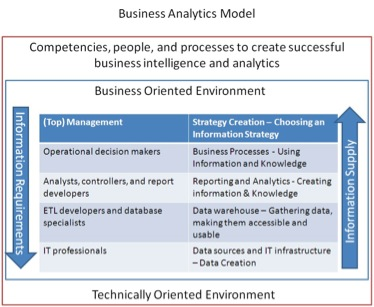 Business Analytics Model
Competencies, people, and processes to create successful
business intelligence and analytics
Business Oriented Environment
Information Requirements
(Top) Management
Strategy Creation – Choosing an
Information Strategy
Operational decision makers
Business Processes - Using
Information and Knowledge
Analysts, controllers, and report
developers
Reporting and Analytics - Creating
information & Knowledge
ETL developers and database
specialists
Data warehouse – Gathering data,
making them accessible and
usable
IT professionals
Data sources and IT infrastructure
– Data Creation
Information Supply
Technically Oriented Environment